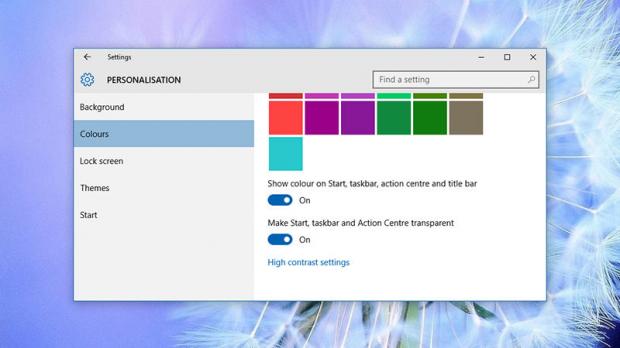 Settings
PERSONALISATION
Find a setting
Background
Colours
Lock screen
Themes
Start
Show colour on Start, taskbar, action centre and title bar
On
Make Start, taskbar and Action Centre transparent
On
High contrast settings